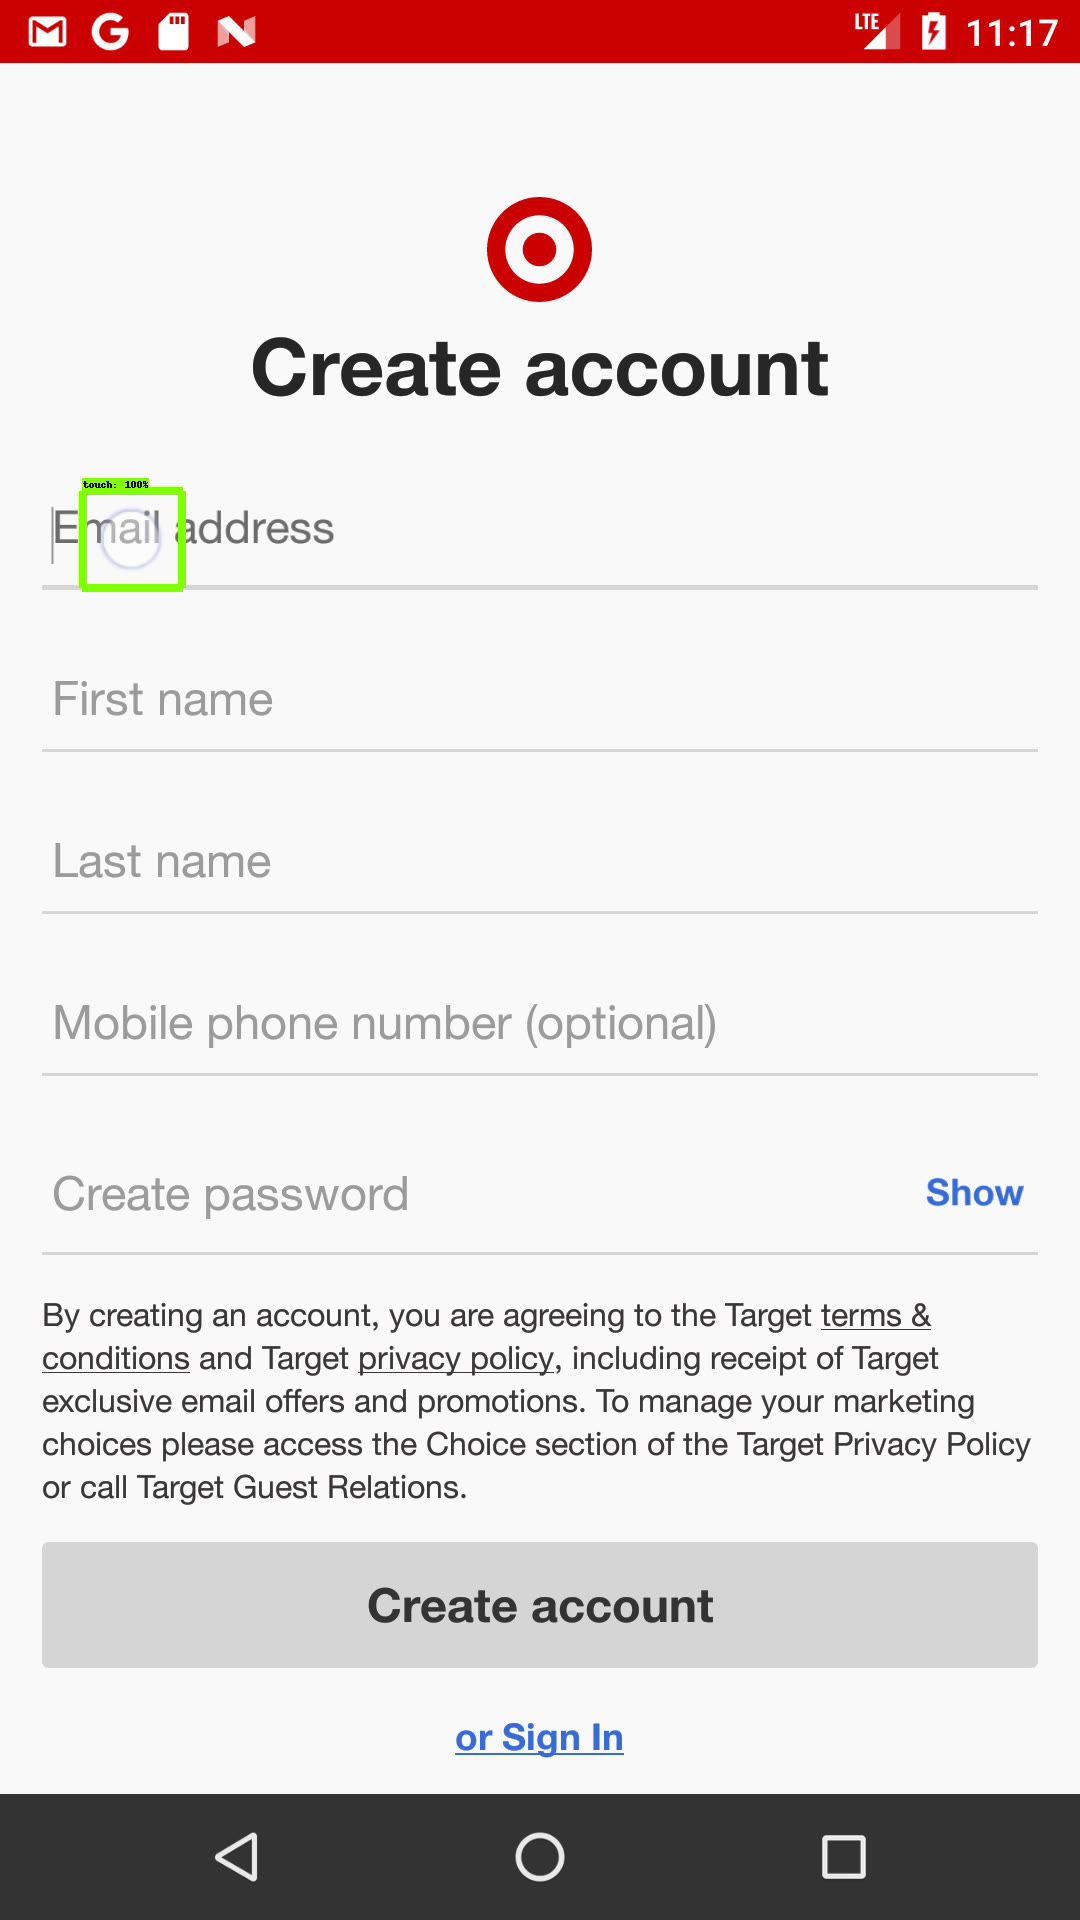 LTE 11:17
Create account
touch: 100%
Email address
First name
Last name
Mobile phone number (optional)
Create password Show
By creating an account, you are agreeing to the Target terms &
conditions and Target privacy policy, including receipt of Target
exclusive email offers and promotions. To manage your marketing
choices please access the Choice section of the Target Privacy Policy
or call Target Guest Relations.
Create account
or Sign In